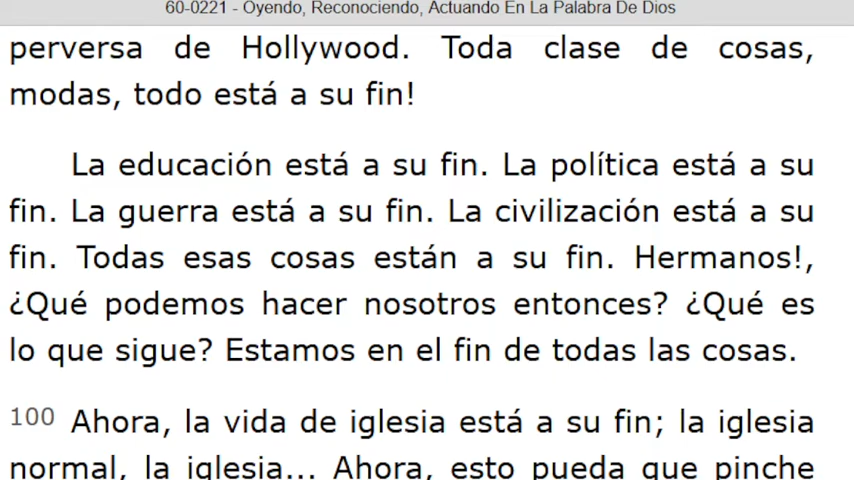 60-0221 - Oyendo, Reconociendo, Actuando En La Palabra De Dios
perversa de Hollywood. Toda clase de cosas,
modas, todo está a su fin!
La educación está a su fin. La política está a su
fin. La guerra está a su fin. La civilización está a su
fin. Todas esas cosas están a su fin. Hermanos!,
¿Qué podemos hacer nosotros entonces? ¿Qué es
lo que sigue? Estamos en el fin de todas las cosas.
100 Ahora, la vida de iglesia está a su fin; la iglesia
normal, la iglesia... Ahora, esto pueda que pinche